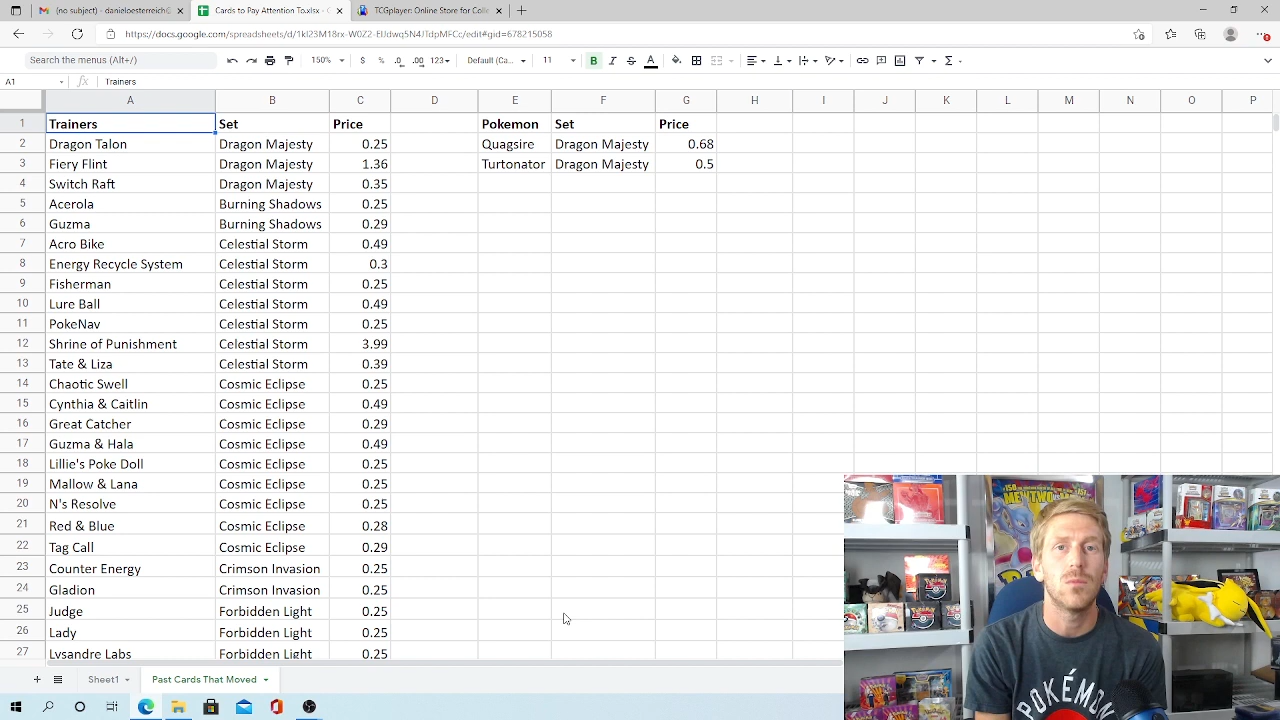 (no subject) - danieloesterreich@
Cards to Pay Attention To.xlsx - C
TCGplayer: Online Store for Colle
https://docs.google.com/spreadsheets/d/
Search the menus (Alt+/)
150%
$
%
.0
.00
123
Default (Ca...
11
B
I
S
A
A1
fx
Trainers
A B C D E F G H I J K L M N O P
1 Trainers Set Price Pokemon Set Price
2 Dragon Talon Dragon Majesty 0.25 Quagsire Dragon Majesty 0.68
3 Fiery Flint Dragon Majesty 1.36 Turtonator Dragon Majesty 0.5
4 Switch Raft Dragon Majesty 0.35
5 Acerola Burning Shadows 0.25
6 Guzma Burning Shadows 0.29
7 Acro Bike Celestial Storm 0.49
8 Energy Recycle System Celestial Storm 0.3
9 Fisherman Celestial Storm 0.25
10 Lure Ball Celestial Storm 0.49
11 PokeNav Celestial Storm 0.25
12 Shrine of Punishment Celestial Storm 3.99
13 Tate & Liza Celestial Storm 0.39
14 Chaotic Swell Cosmic Eclipse 0.25
15 Cynthia & Caitlin Cosmic Eclipse 0.49
16 Great Catcher Cosmic Eclipse 0.29
17 Guzma & Hala Cosmic Eclipse 0.49
18 Lillie's Poke Doll Cosmic Eclipse 0.25
19 Mallow & Lana Cosmic Eclipse 0.25
20 N's Resolve Cosmic Eclipse 0.25
21 Red & Blue Cosmic Eclipse 0.28
22 Tag Call Cosmic Eclipse 0.29
23 Counter Energy Crimson Invasion 0.25
24 Gladion Crimson Invasion 0.25
25 Judge Forbidden Light 0.25
26 Lady Forbidden Light 0.25
27 Lysandre Labs Forbidden Light 0.25
Sheet1
Past Cards That Moved
MEWTWO
POKÉMON